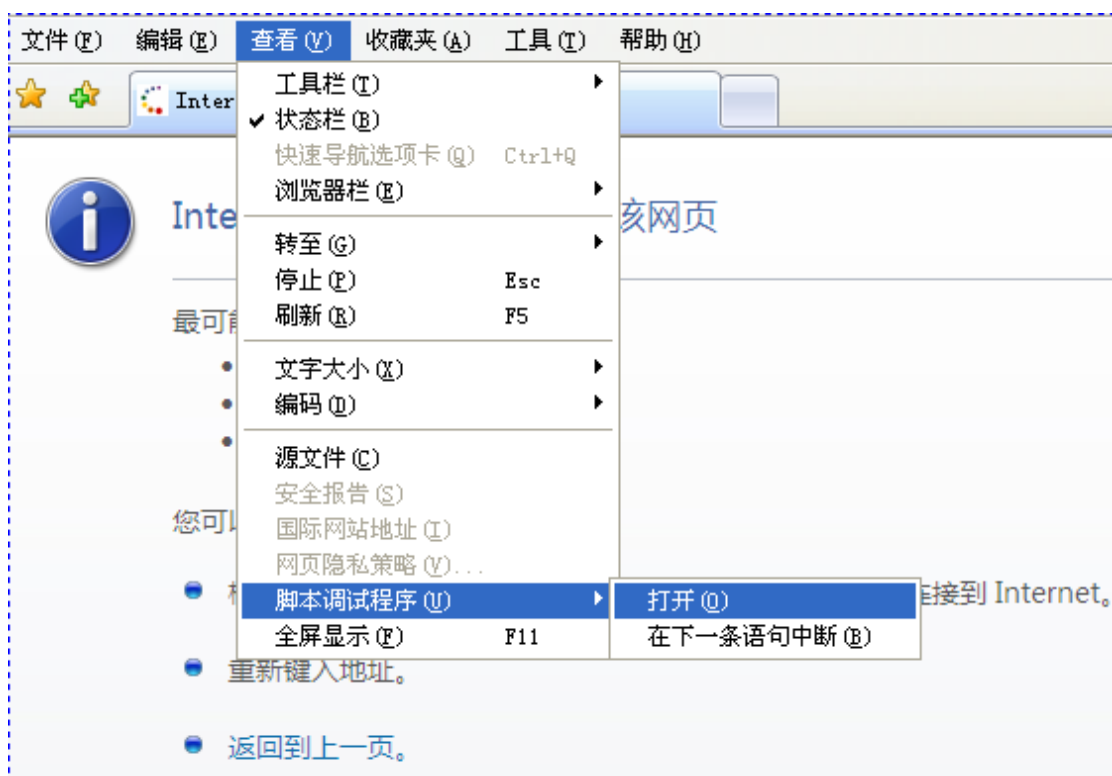 文件(F) 编辑(E) 查看(V) 收藏夹(A) 工具(T) 帮助(H)
Inter
工具栏(T)
状态栏(B)
快速导航选项卡(Q) Ctrl+Q
浏览器栏(E)
Inte 该网页
转至(G)
停止(P) Esc
刷新(R) F5
最可能
文字大小(X)
编码(D)
源文件(C)
安全报告(S)
您可以
国际网站地址(I)
网页隐私策略(V)...
脚本调试程序(U) 打开(O) 连接到 Internet。
全屏显示(F) F11 在下一条语句中断(B)
重新键入地址。
返回到上一页。